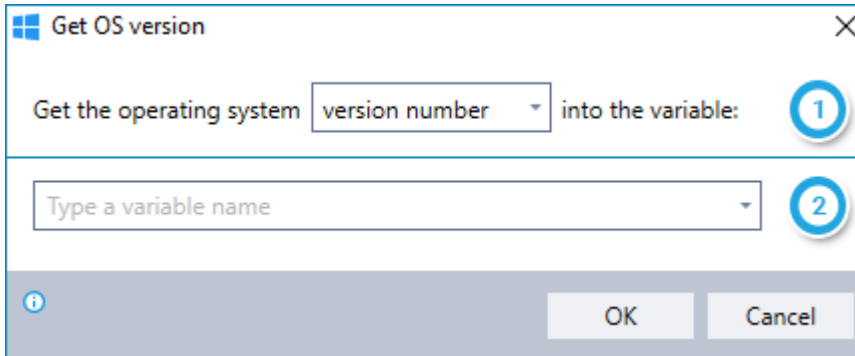 Get OS version
Get the operating system version number into the variable: 1
Type a variable name 2
OK Cancel